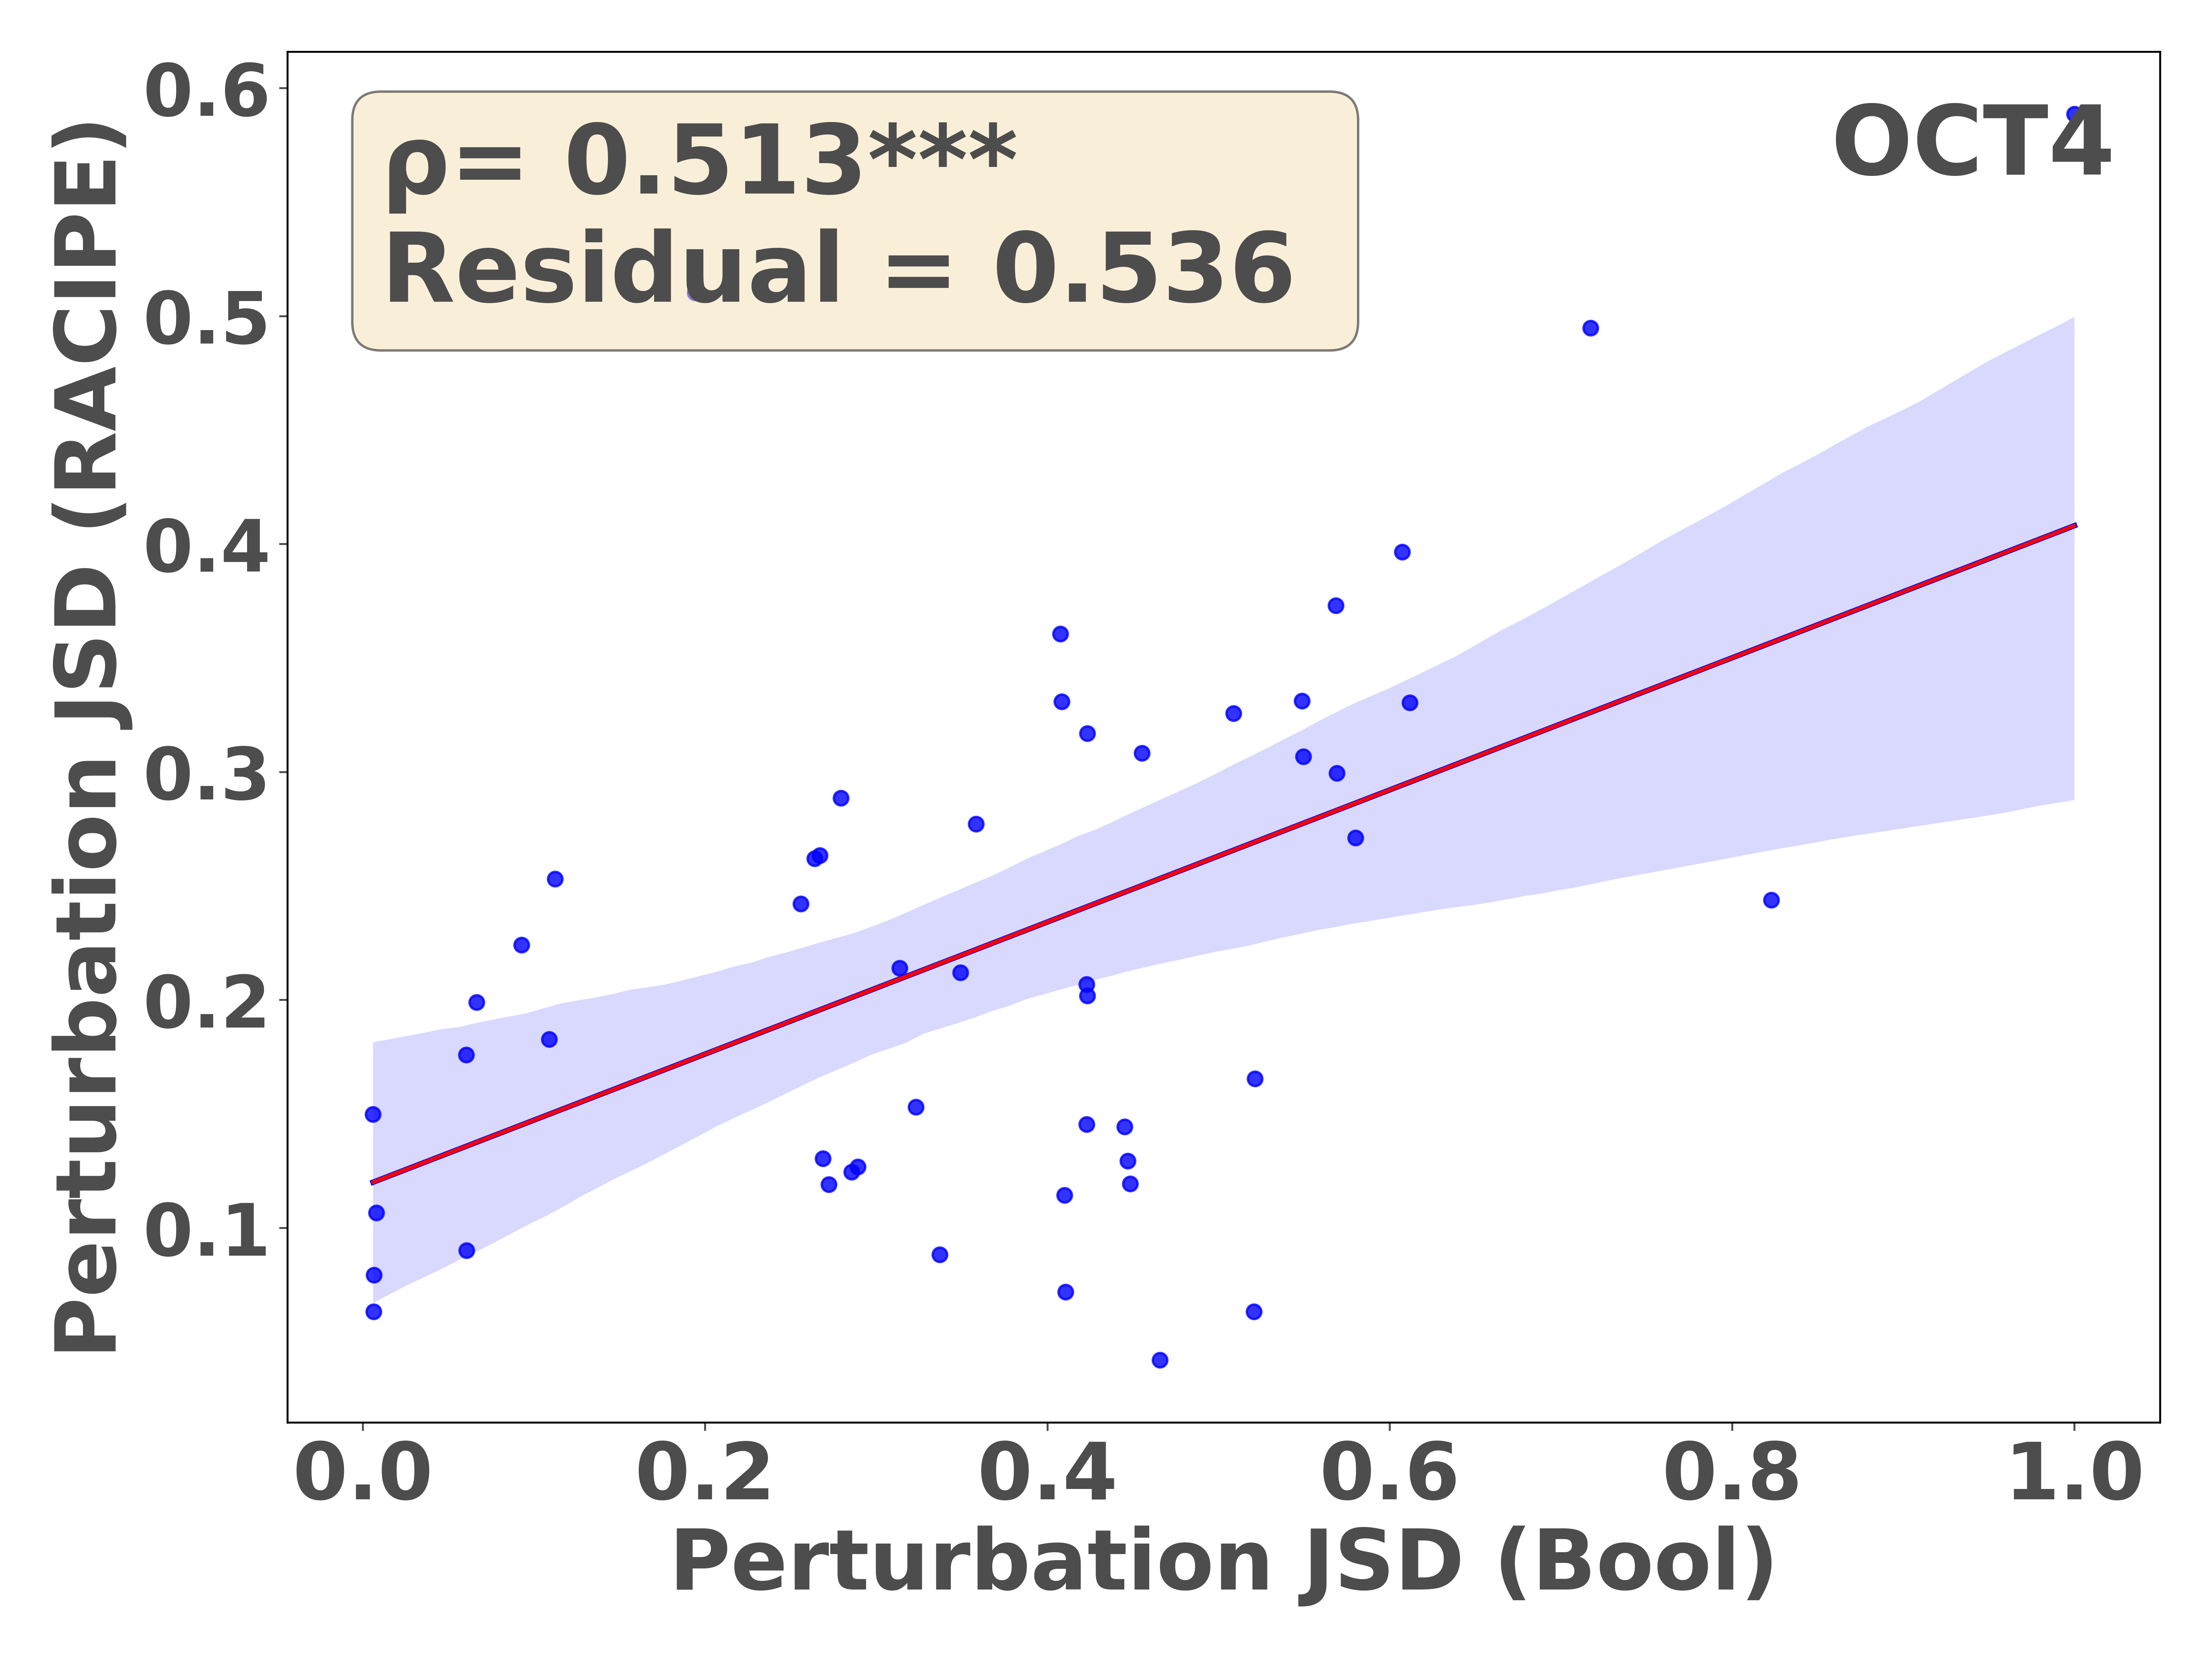 ρ= 0.513***
Residual = 0.536
OCT4
Perturbation JSD (RACIPE)
0.6
0.5
0.4
0.3
0.2
0.1
0.0 0.2 0.4 0.6 0.8 1.0
Perturbation JSD (Bool)